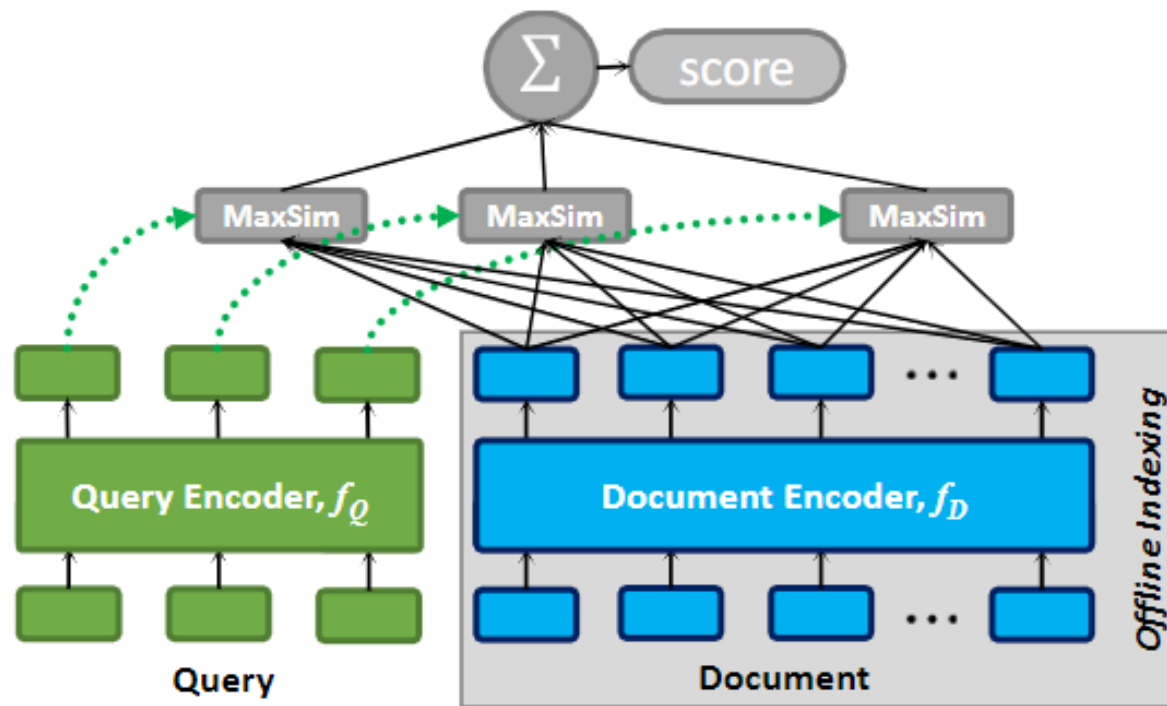 Σ
score
MaxSim
MaxSim
MaxSim
...
Query Encoder, f_Q
Document Encoder, f_D
Offline Indexing
...
Query
Document